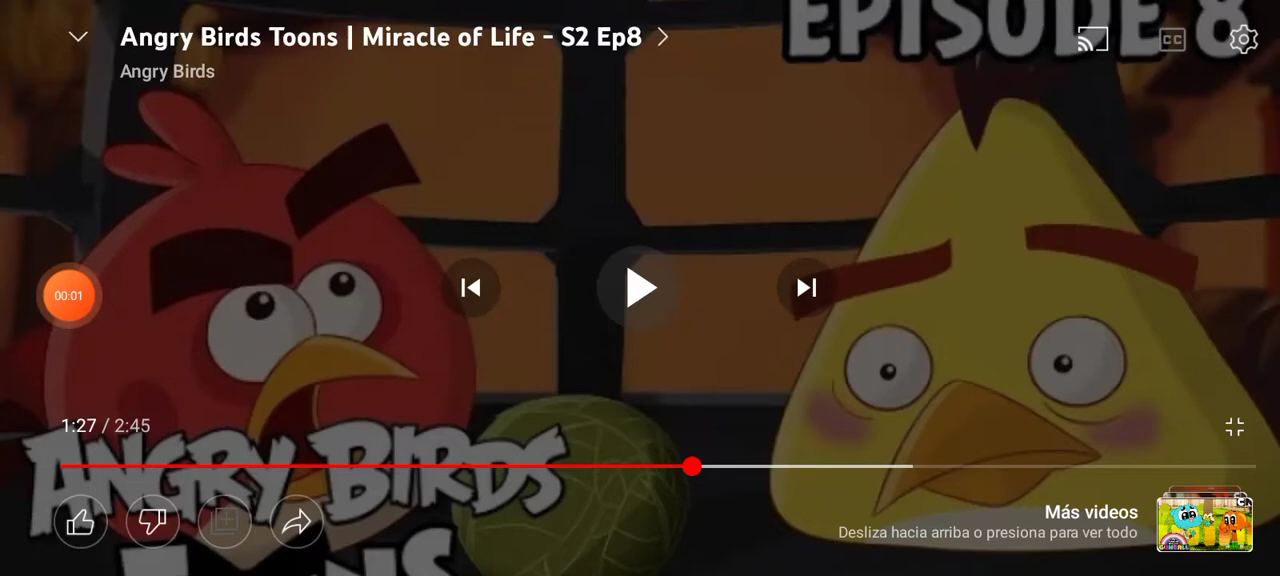 EPISODE 8
Angry Birds Toons | Miracle of Life - S2 Ep8
CC
Angry Birds
00:01
1:27 / 2:45
ANGRY BIRDS
Más videos
Desliza hacia arriba o presiona para ver todo